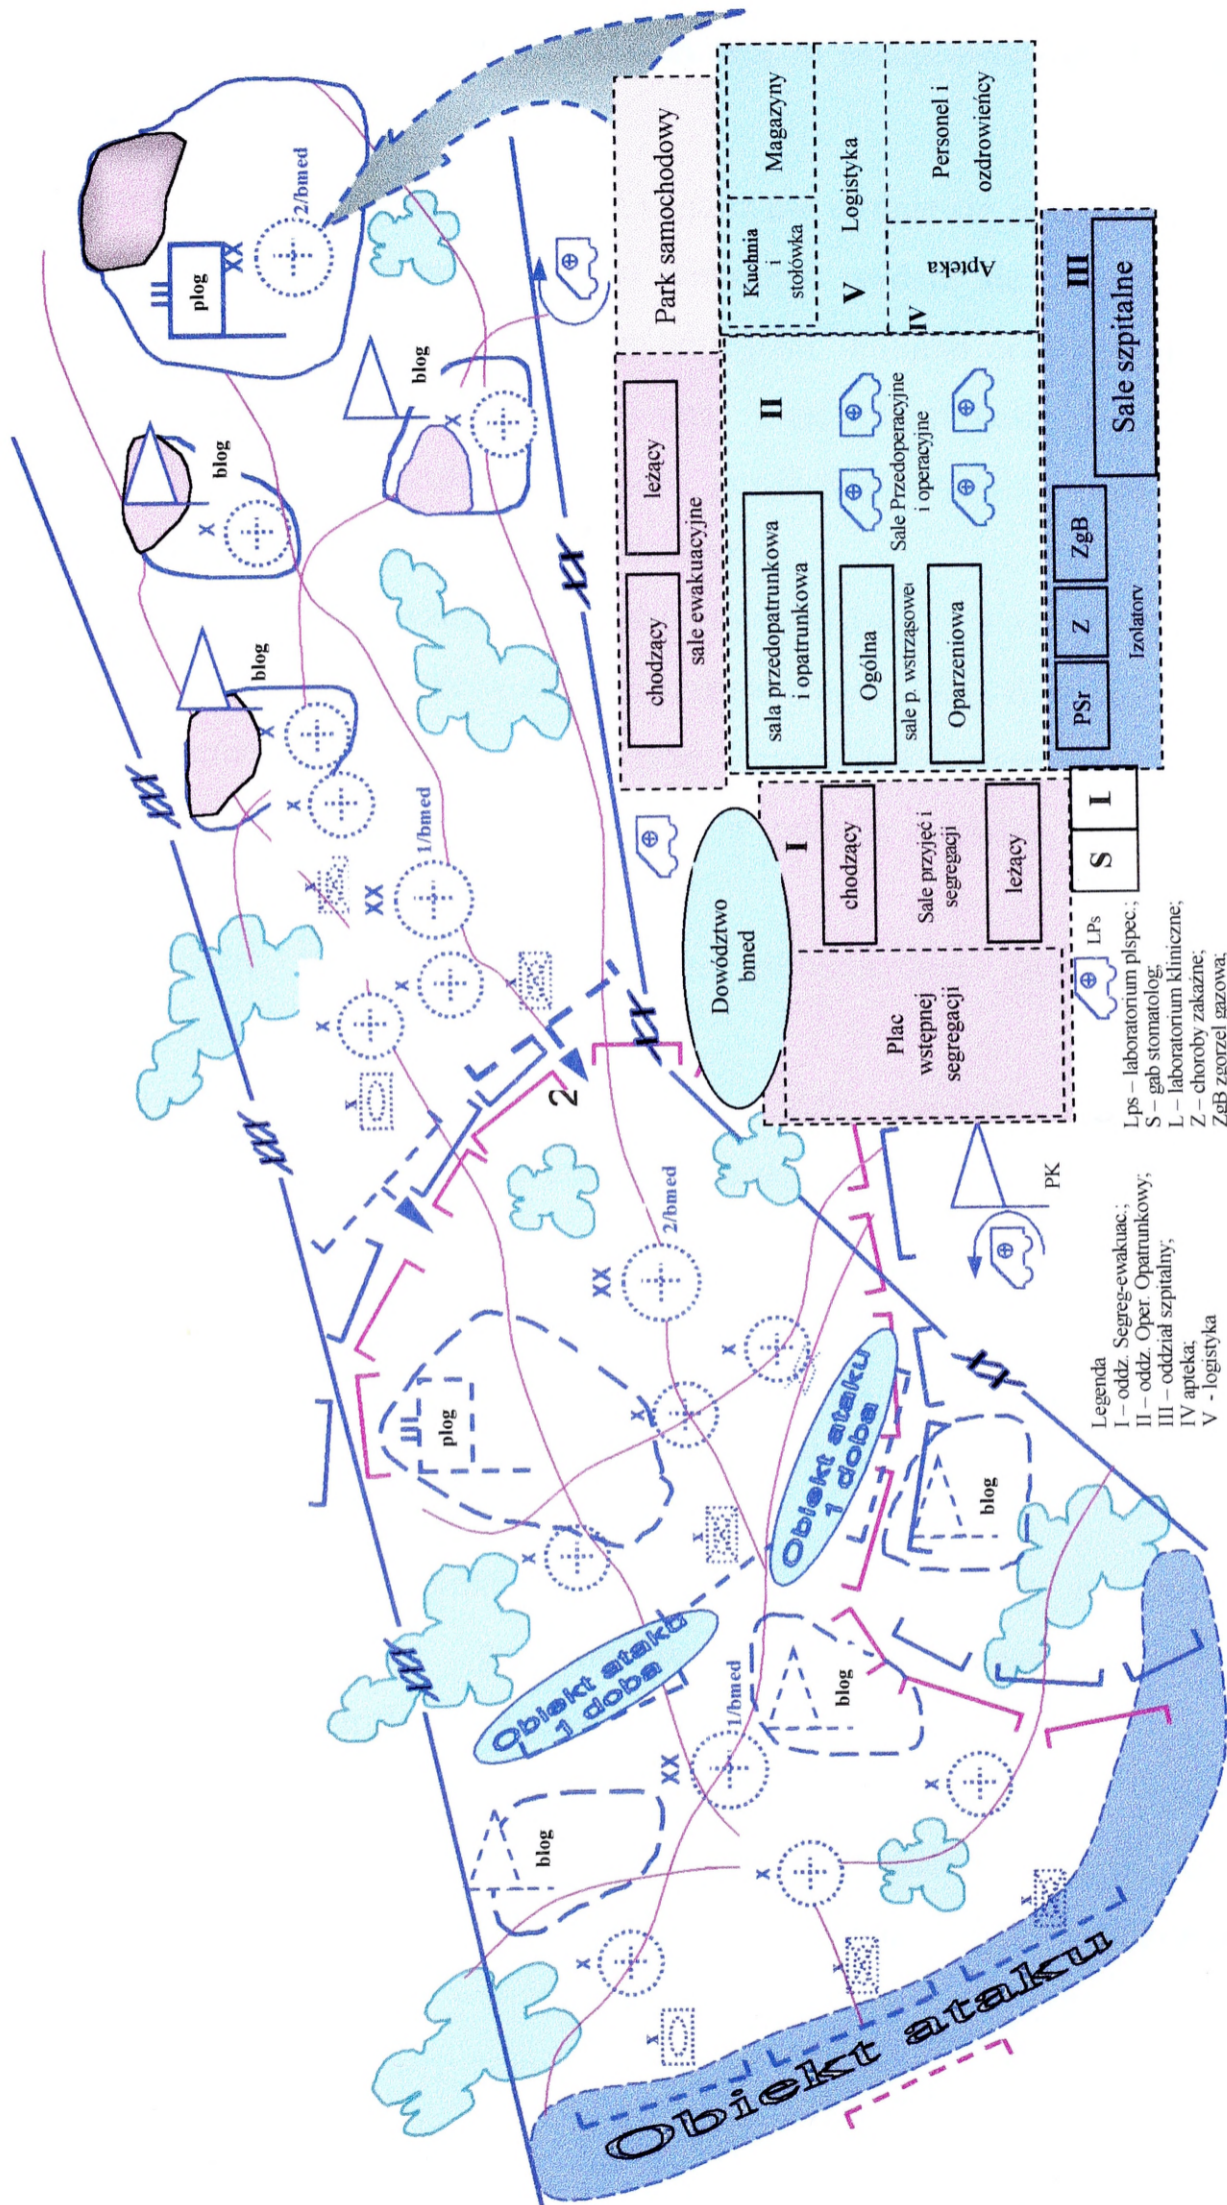 Obiekt ataku
blog
Obiekt ataku
1 doba
XX
1/bmed
blog
plog
Obiekt ataku
1 doba
blog
XX
2/bmed
2
XX
1/bmed
blog
blog
blog
plog
XX
2/bmed
PK
Dowództwo
bmed
Plac
wstępnej
segregacji
I
chodzący
Sale przyjęć i
segregacji
leżący
LPs
S
L
chodzący
leżący
sale ewakuacyjne
Park samochodowy
II
sala przedopatrunkowa
i opatrunkowa
Ogólna
sale p. wstrząsowe
Oparzeniowa
Sale Przedoperacyjne
i operacyjne
Kuchnia
i
stołówka
Magazyny
V
Logistyka
IV
Apteka
Personel i
ozdrowieńcy
III
PSr
Z
ZgB
Izolatory
Sale szpitalne
Legenda
I – oddz. Segreg-ewakuac.;
II – oddz. Oper. Opatrunkowy;
III – oddział szpitalny;
IV apteka;
V - logistyka
Lps – laboratorium plspec.;
S – gab stomatolog;
L – laboratorium kliniczne;
Z – choroby zakaźne;
ZgB zgorzel gazowa;